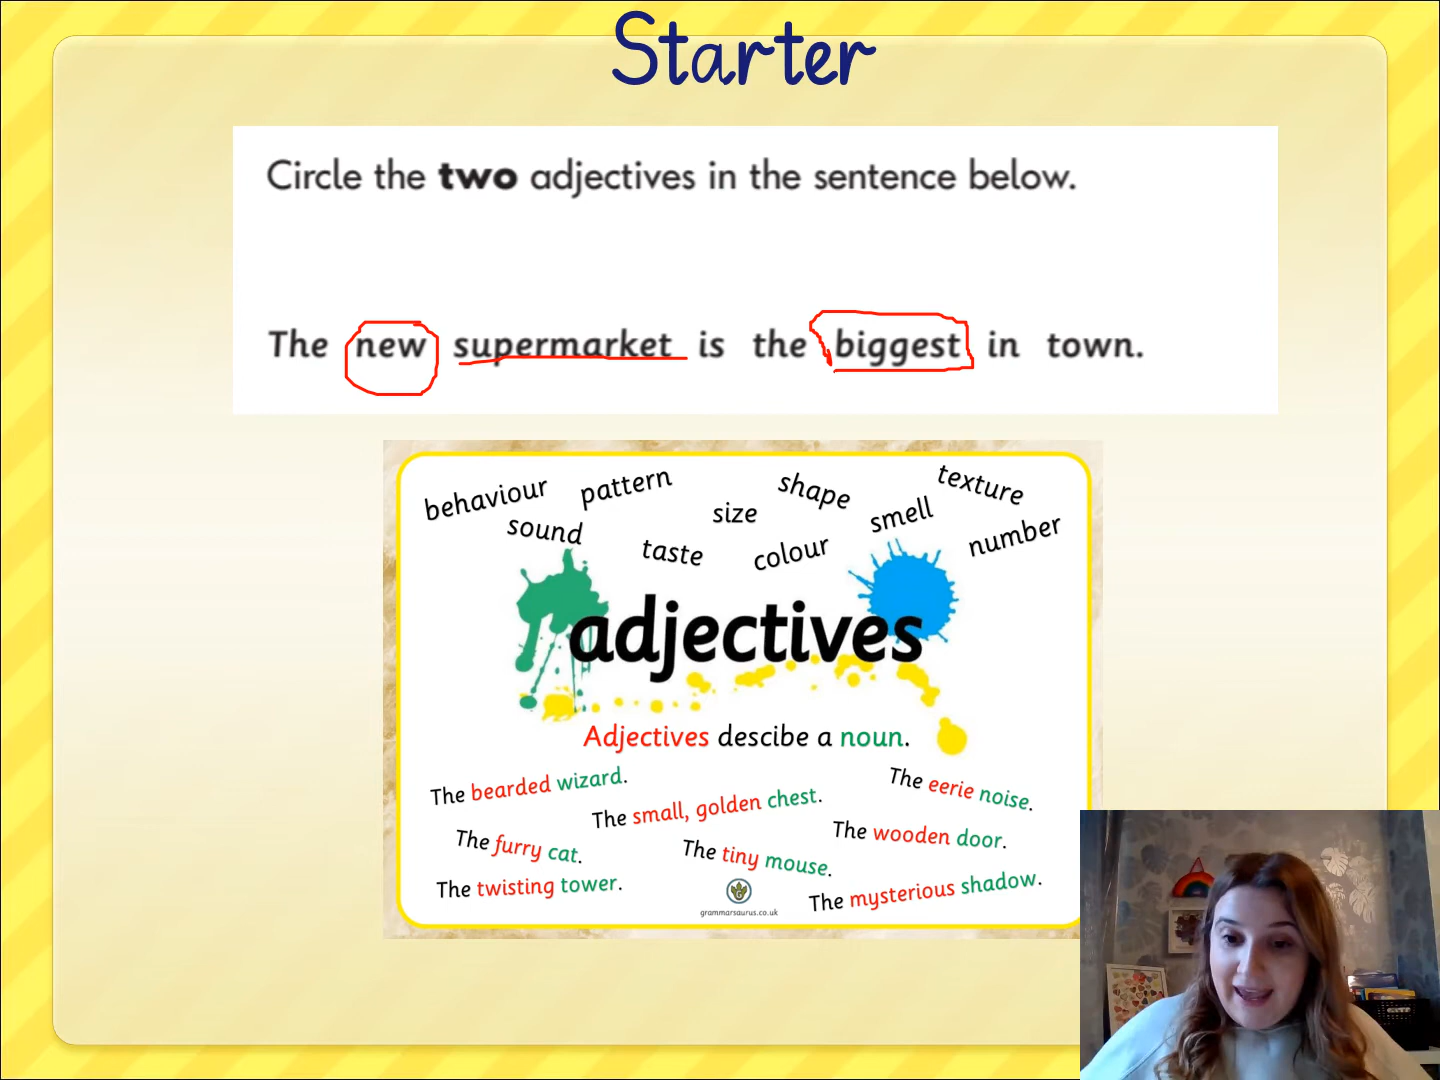 Starter
Circle the two adjectives in the sentence below.
The new supermarket is the biggest in town.
behaviour pattern size shape texture
sound taste colour smell number
adjectives
Adjectives descibe a noun.
The bearded wizard.
The small, golden chest.
The eerie noise.
The furry cat.
The tiny mouse.
The wooden door.
The twisting tower.
The mysterious shadow.
grammarsaurus.co.uk